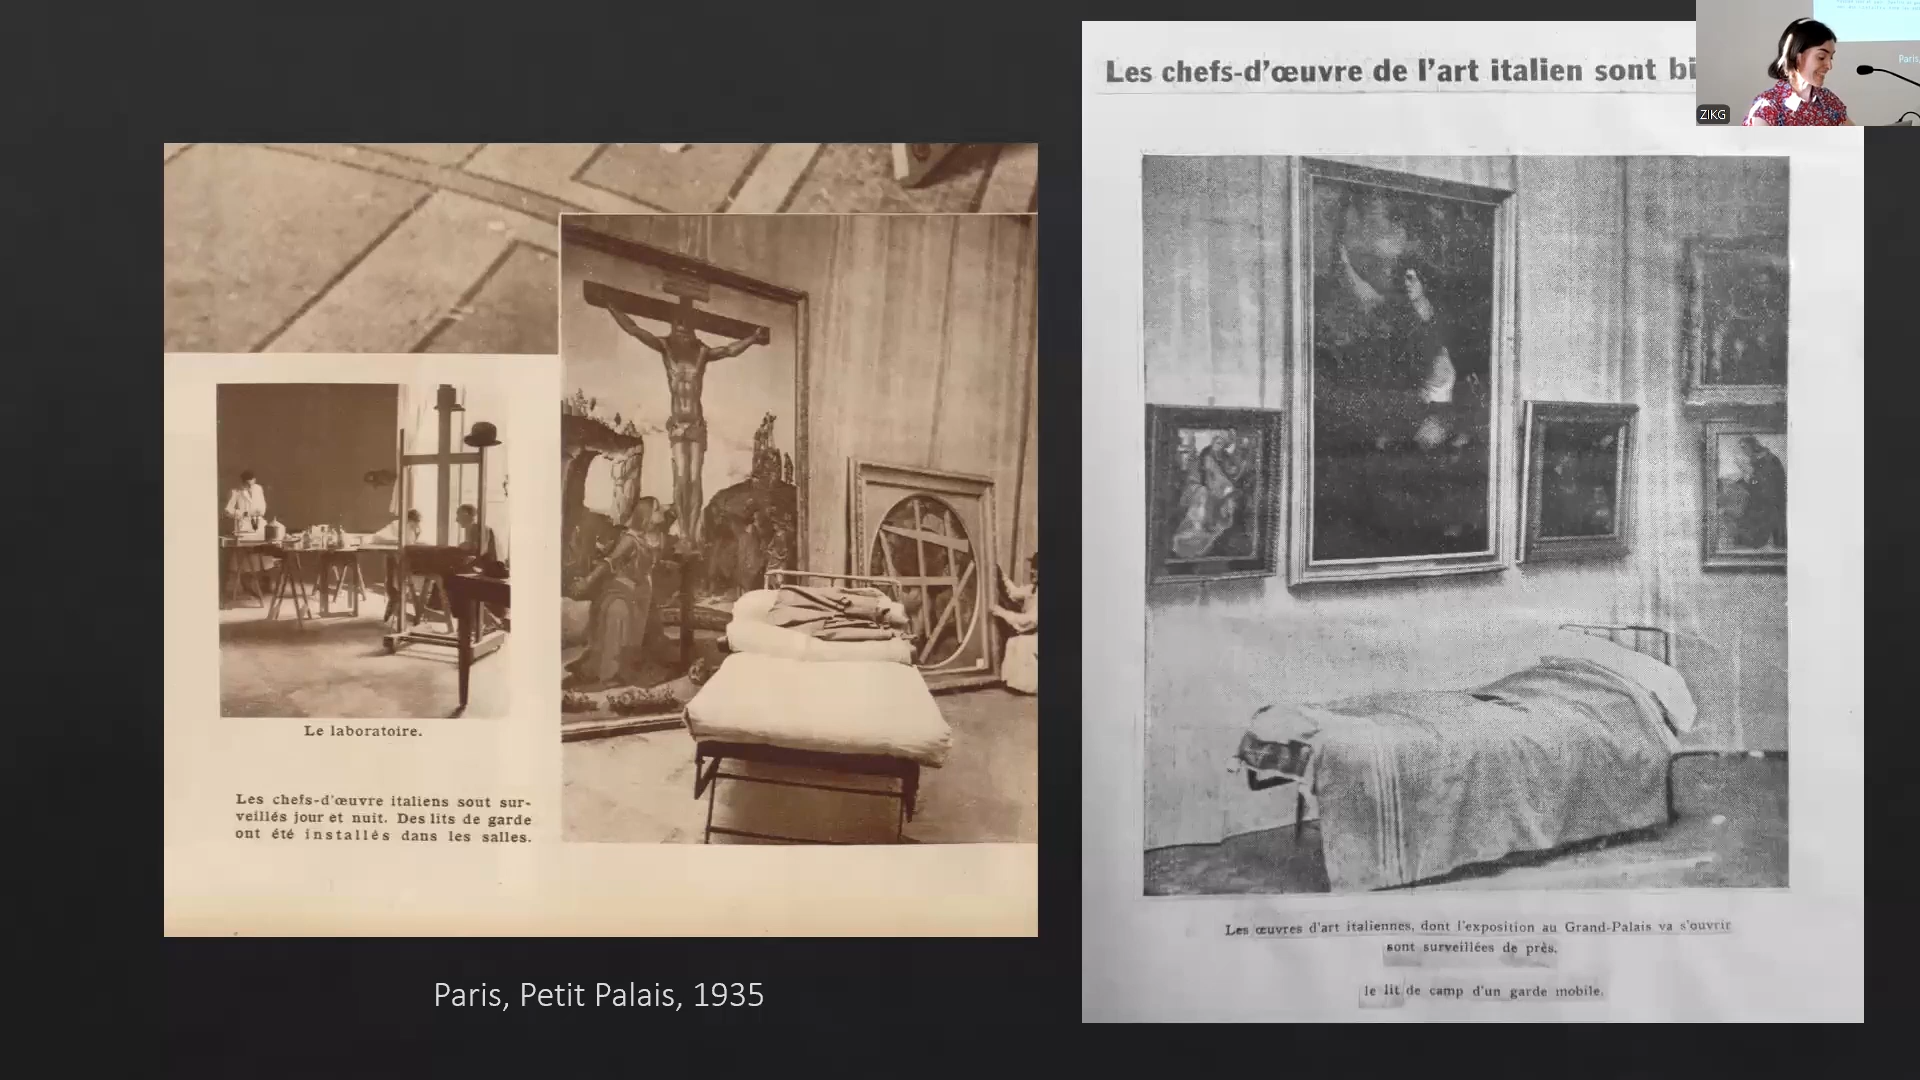 Les chefs-d'œuvre de l'art italien sont bi
ZIKG
Paris,
Le laboratoire.
Les chefs-d'œuvre italiens sout sur-
veillés jour et nuit. Des lits de garde
ont été installés dans les salles.
Les œuvres d'art italiennes, dont l'exposition au Grand-Palais va s'ouvrir
sont surveillées de près.
le lit de camp d'un garde mobile.
Paris, Petit Palais, 1935